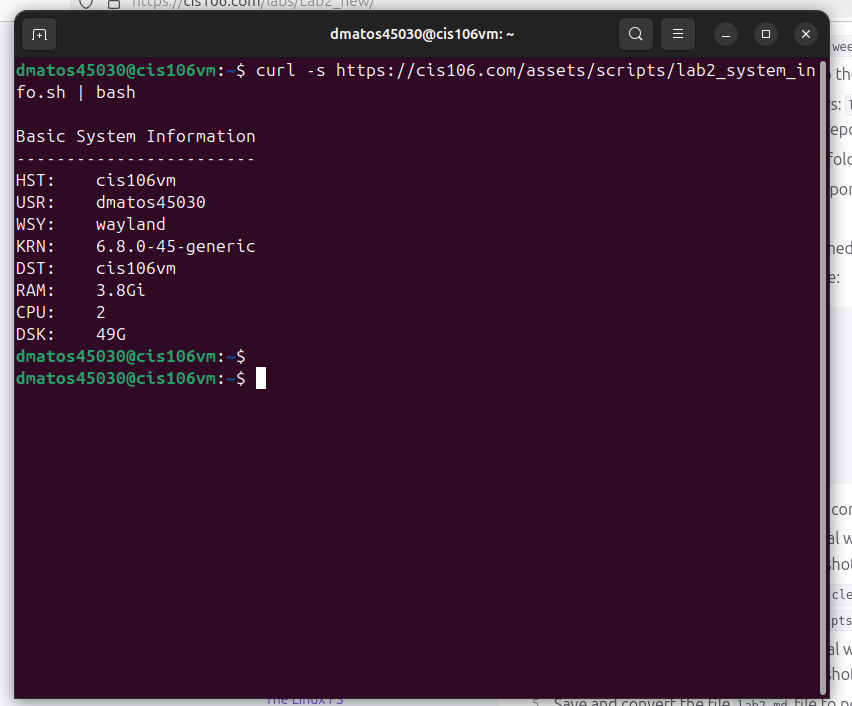 https://cis106.com/labs/Lab2_new/
dmatos45030@cis106vm: ~
dmatos45030@cis106vm:~$ curl -s https://cis106.com/assets/scripts/lab2_system_in
fo.sh | bash
Basic System Information
------------------------
HST:    cis106vm
USR:    dmatos45030
WSY:    wayland
KRN:    6.8.0-45-generic
DST:    cis106vm
RAM:    3.8Gi
CPU:    2
DSK:    49G
dmatos45030@cis106vm:~$
dmatos45030@cis106vm:~$
The Linux FS
5. Save and convert the file lab2.md file to